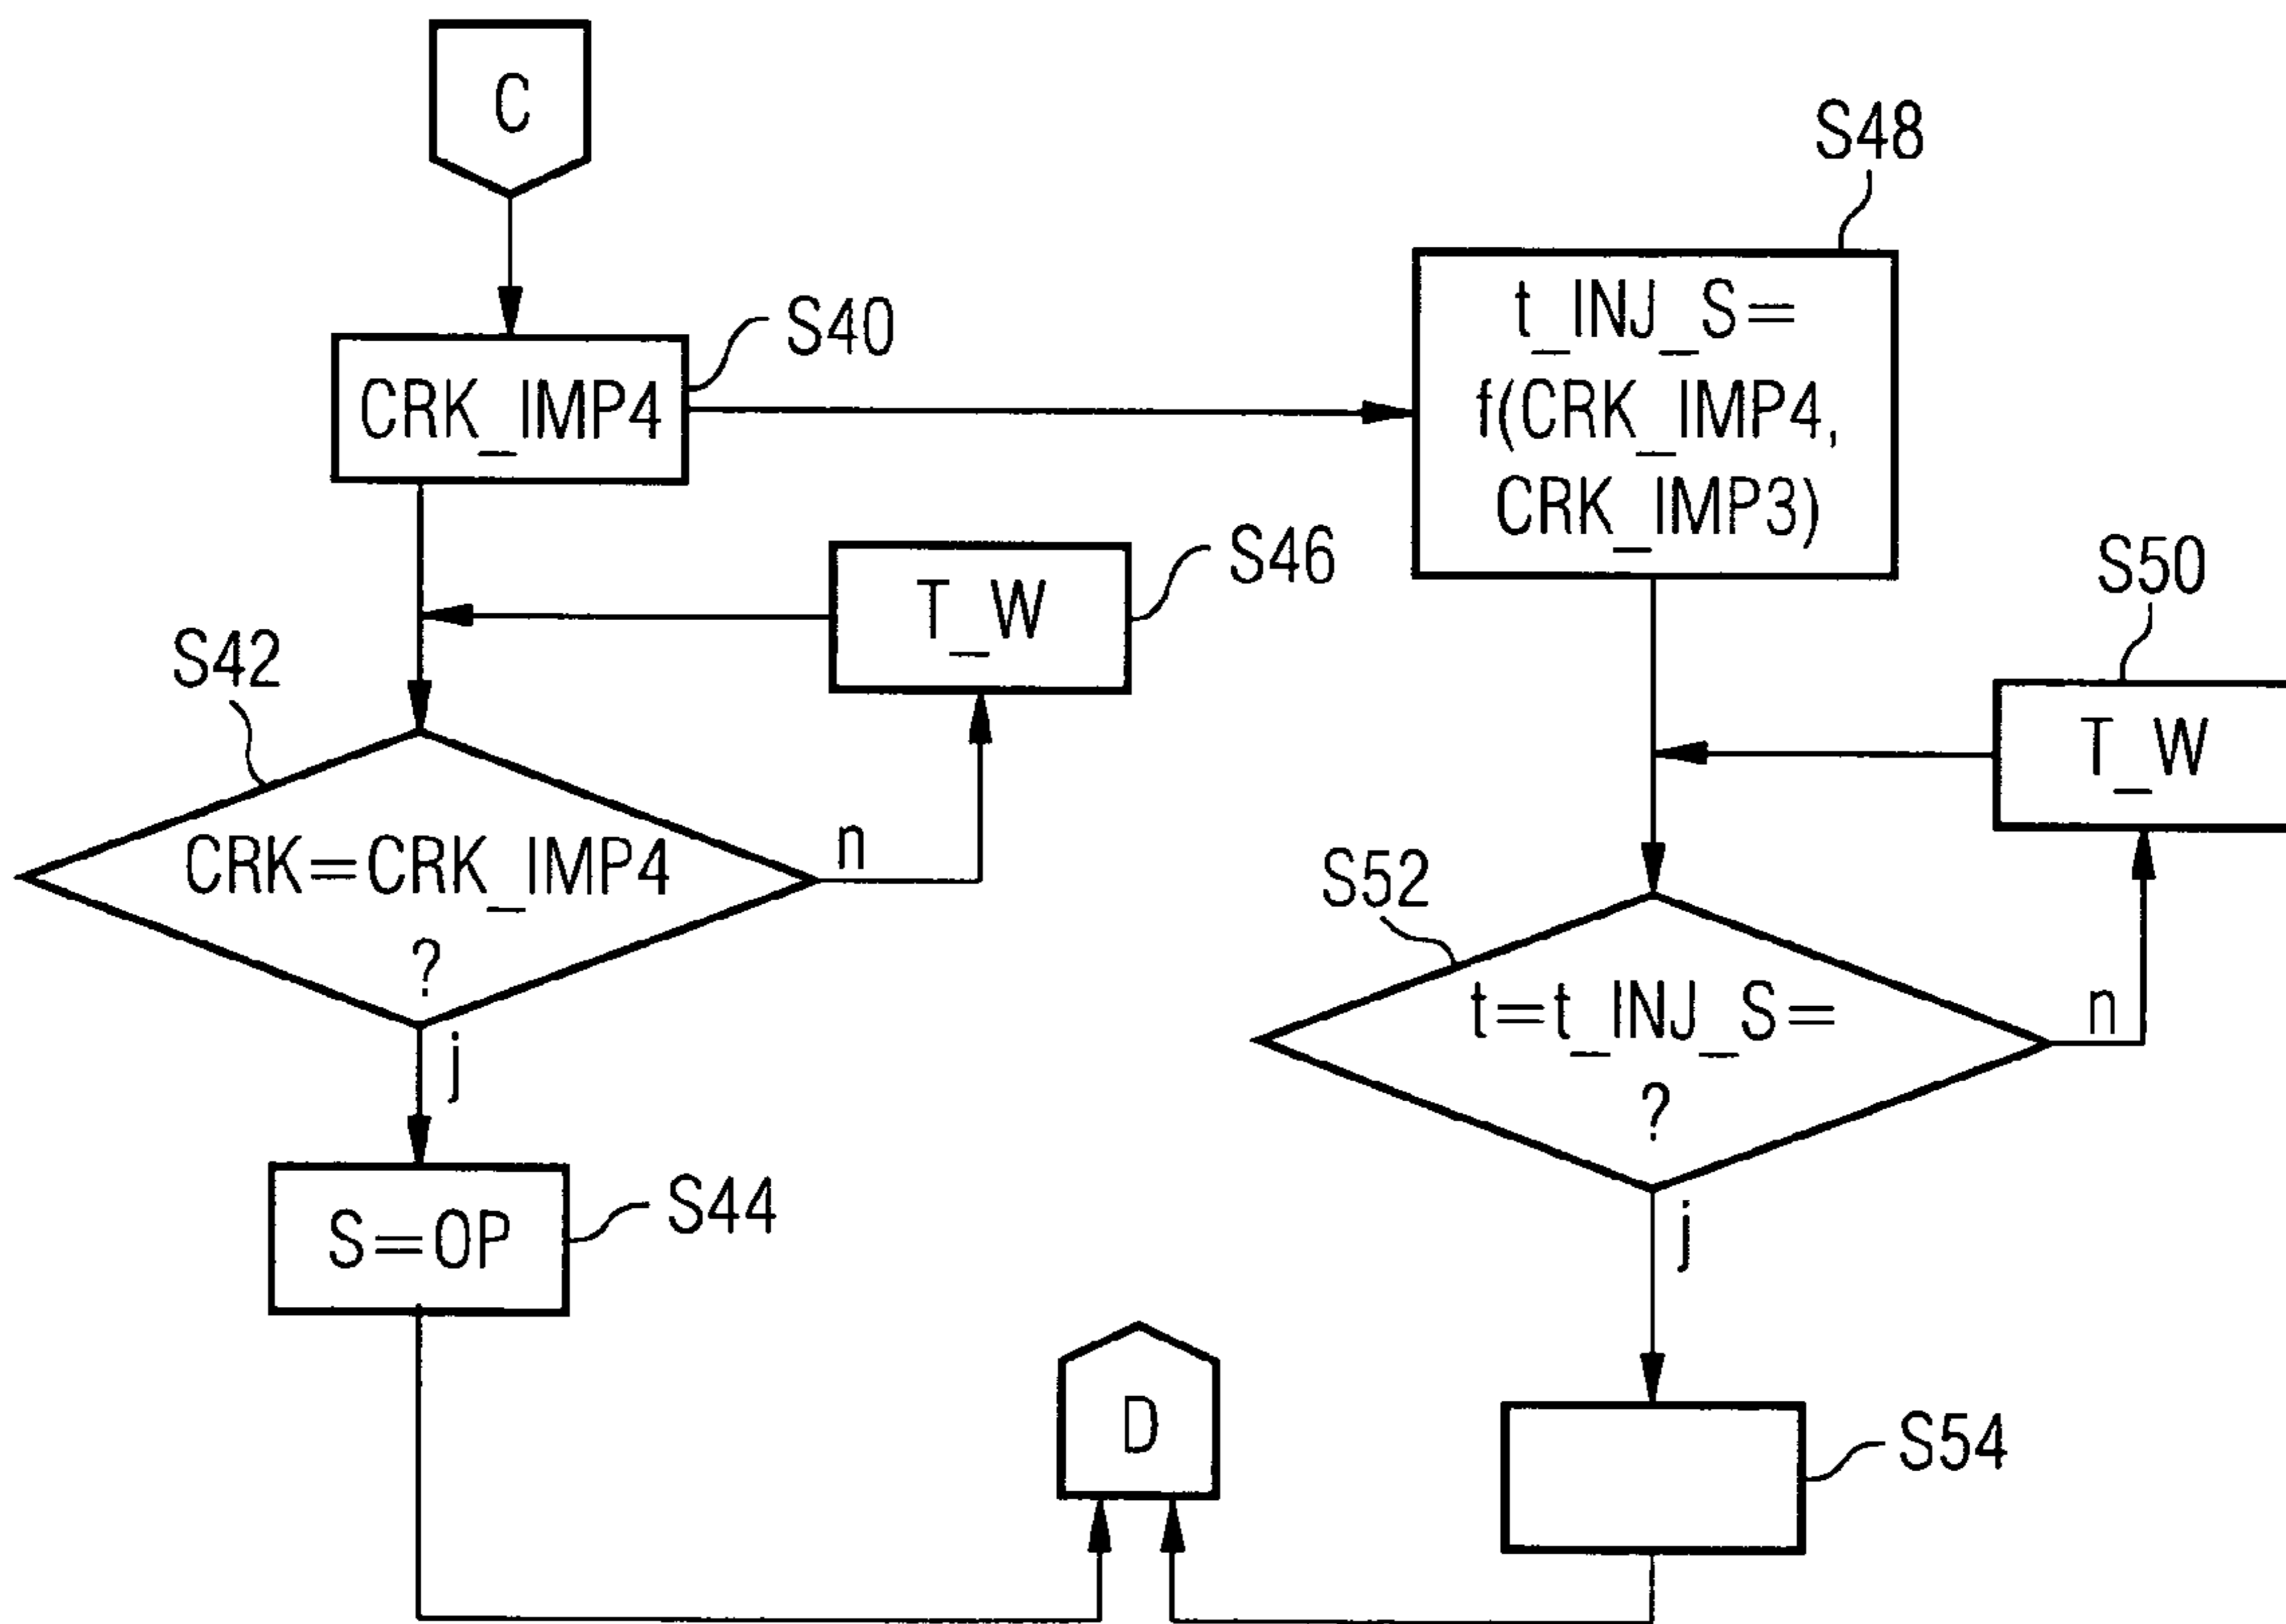 C
S48
t_INJ_S=
f(CRK_IMP4,
CRK_IMP3)
S40
CRK_IMP4
S46
T_W
S50
T_W
S42
CRK=CRK_IMP4
?
n
j
S52
t=t_INJ_S=
?
n
j
S=OP
S44
D
S54